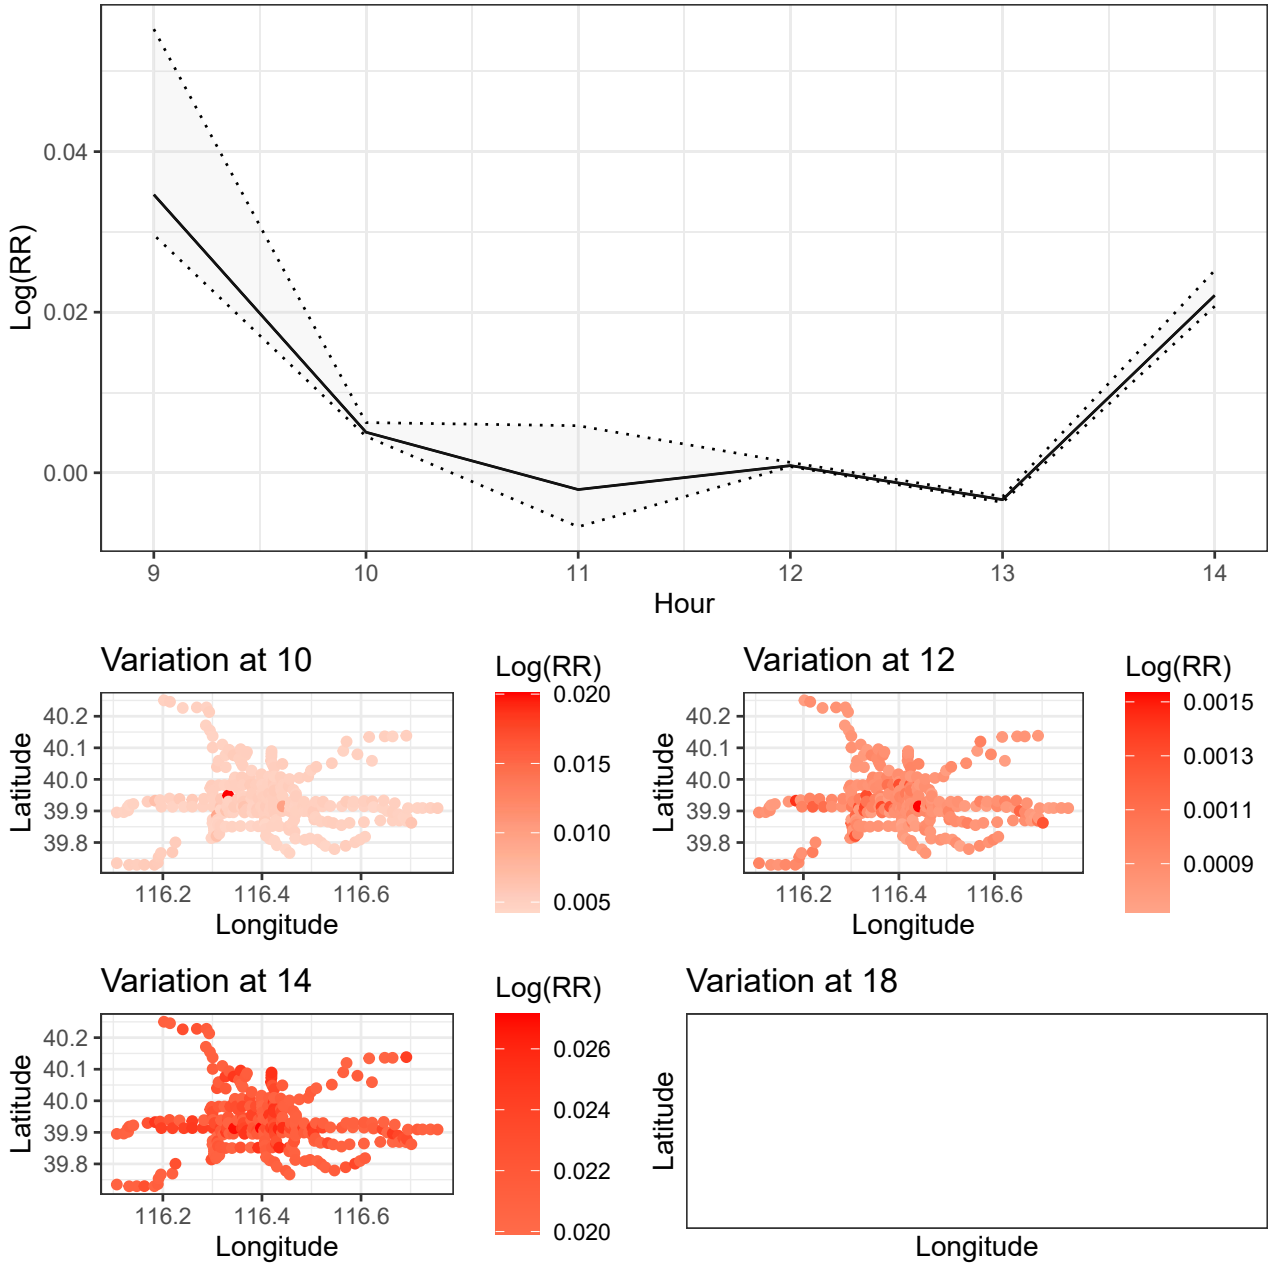 0.04
0.02
0.00
Log(RR)
9 10 11 12 13 14
Hour
Variation at 10
Log(RR)
40.2
40.1
40.0
39.9
39.8
Latitude
116.2 116.4 116.6
Longitude
0.020
0.015
0.010
0.005
Variation at 12
Log(RR)
40.2
40.1
40.0
39.9
39.8
Latitude
116.2 116.4 116.6
Longitude
0.0015
0.0013
0.0011
0.0009
Variation at 14
Log(RR)
40.2
40.1
40.0
39.9
39.8
Latitude
116.2 116.4 116.6
Longitude
0.026
0.024
0.022
0.020
Variation at 18
Latitude
Longitude